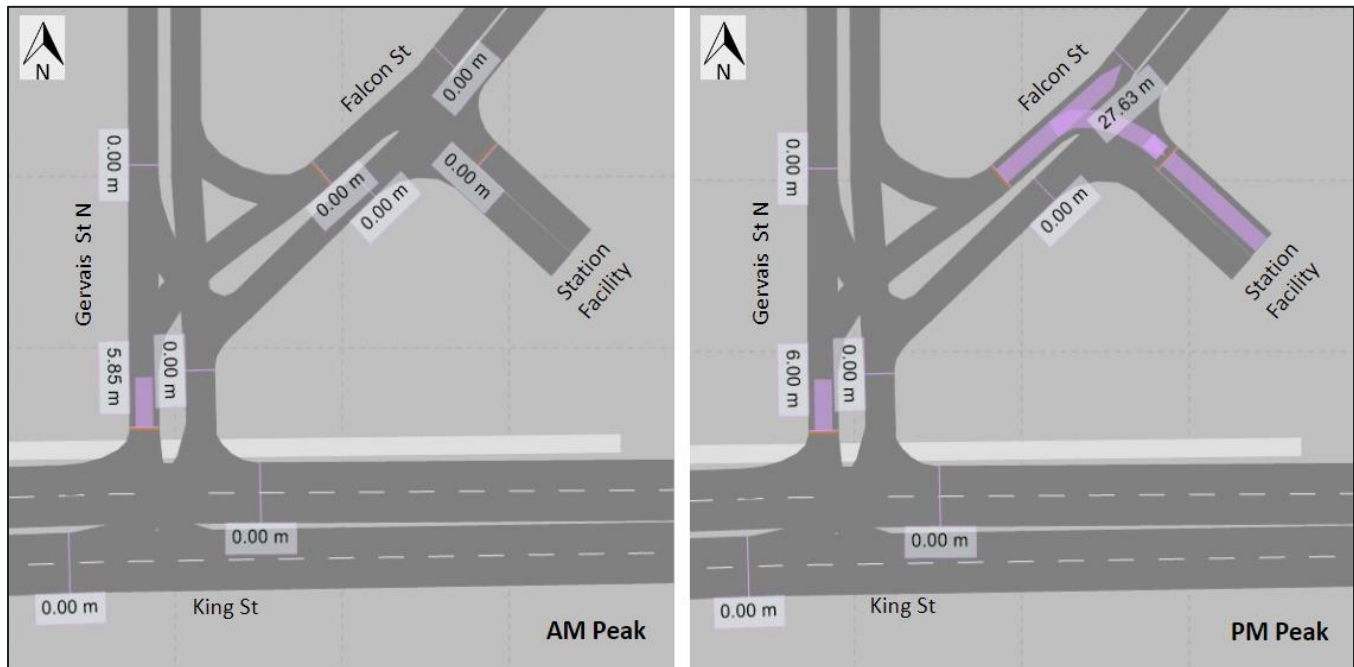 N
Falcon St
0.00 m
0.00 m
0.00 m
0.00 m
0.00 m
Gervais St N
Station
Facility
5.85 m
0.00 m
0.00 m
0.00 m
King St
AM Peak
N
Falcon St
27.63 m
0.00 m
0.00 m
Gervais St N
Station
Facility
6.00 m
0.00 m
0.00 m
0.00 m
King St
PM Peak